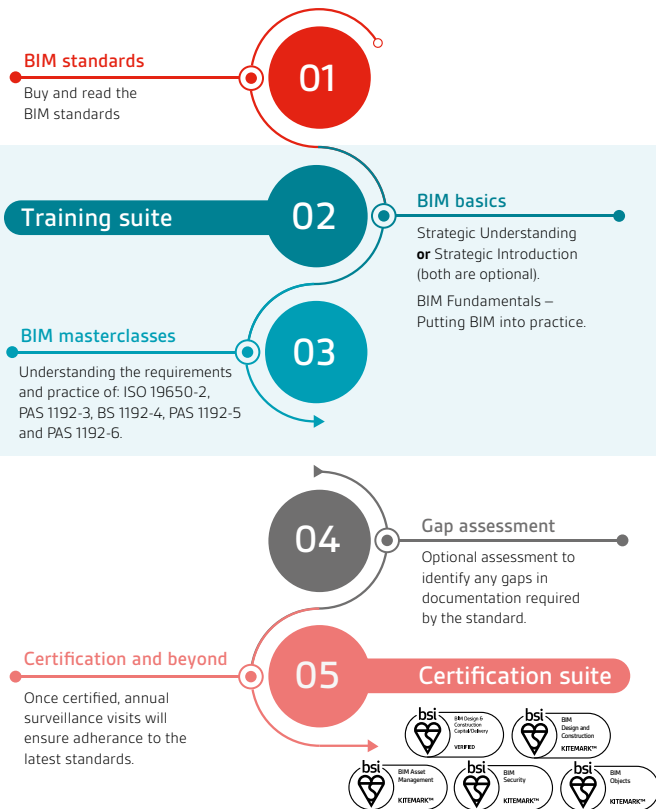 01
BIM standards
Buy and read the
BIM standards
02
Training suite
BIM basics
Strategic Understanding
or Strategic Introduction
(both are optional).
BIM Fundamentals –
Putting BIM into practice.
03
BIM masterclasses
Understanding the requirements
and practice of: ISO 19650-2,
PAS 1192-3, BS 1192-4, PAS 1192-5
and PAS 1192-6.
04
Gap assessment
Optional assessment to
identify any gaps in
documentation required
by the standard.
05
Certification and beyond
Once certified, annual
surveillance visits will
ensure adherence to the
latest standards.
Certification suite
bsi
BIM Design &
Construction
Capital/Delivery
VERIFIED
bsi
BIM
Design and
Construction
KITEMARK™
bsi
BIM Asset
Management
KITEMARK™
bsi
BIM
Security
KITEMARK™
bsi
BIM
Objects
KITEMARK™